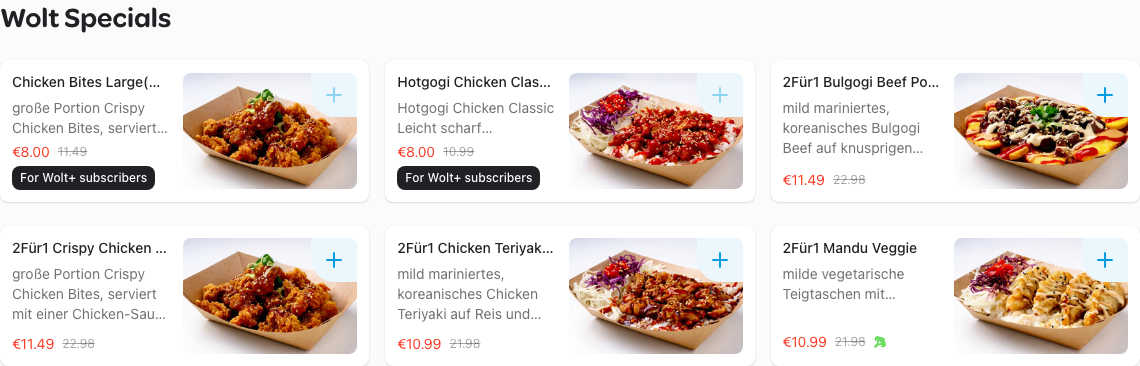 Wolt Specials
Chicken Bites Large(...
große Portion Crispy
Chicken Bites, serviert...
€8.00 11.49
For Wolt+ subscribers
Hotgogi Chicken Clas...
Hotgogi Chicken Classic
Leicht scharf...
€8.00 10.99
For Wolt+ subscribers
2Für1 Bulgogi Beef Po...
mild mariniertes,
koreanisches Bulgogi
Beef auf knusprigen...
€11.49 22.98
2Für1 Crispy Chicken ...
große Portion Crispy
Chicken Bites, serviert
mit einer Chicken-Sau...
€11.49 22.98
2Für1 Chicken Teriyak...
mild mariniertes,
koreanisches Chicken
Teriyaki auf Reis und...
€10.99 21.98
2Für1 Mandu Veggie
milde vegetarische
Teigtaschen mit...
€10.99 21.98